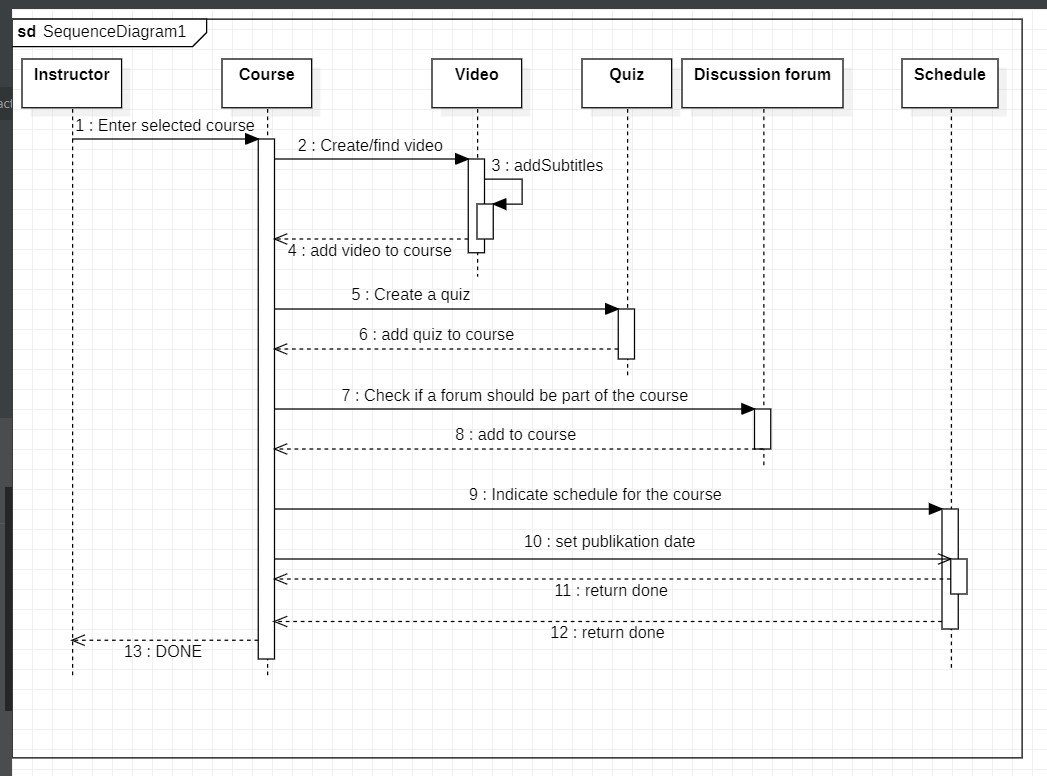 sd SequenceDiagram1
Instructor
Course
Video
Quiz
Discussion forum
Schedule
act
1 : Enter selected course
2 : Create/find video
3 : addSubtitles
4 : add video to course
5 : Create a quiz
6 : add quiz to course
7 : Check if a forum should be part of the course
8 : add to course
9 : Indicate schedule for the course
10 : set publikation date
11 : return done
12 : return done
13 : DONE